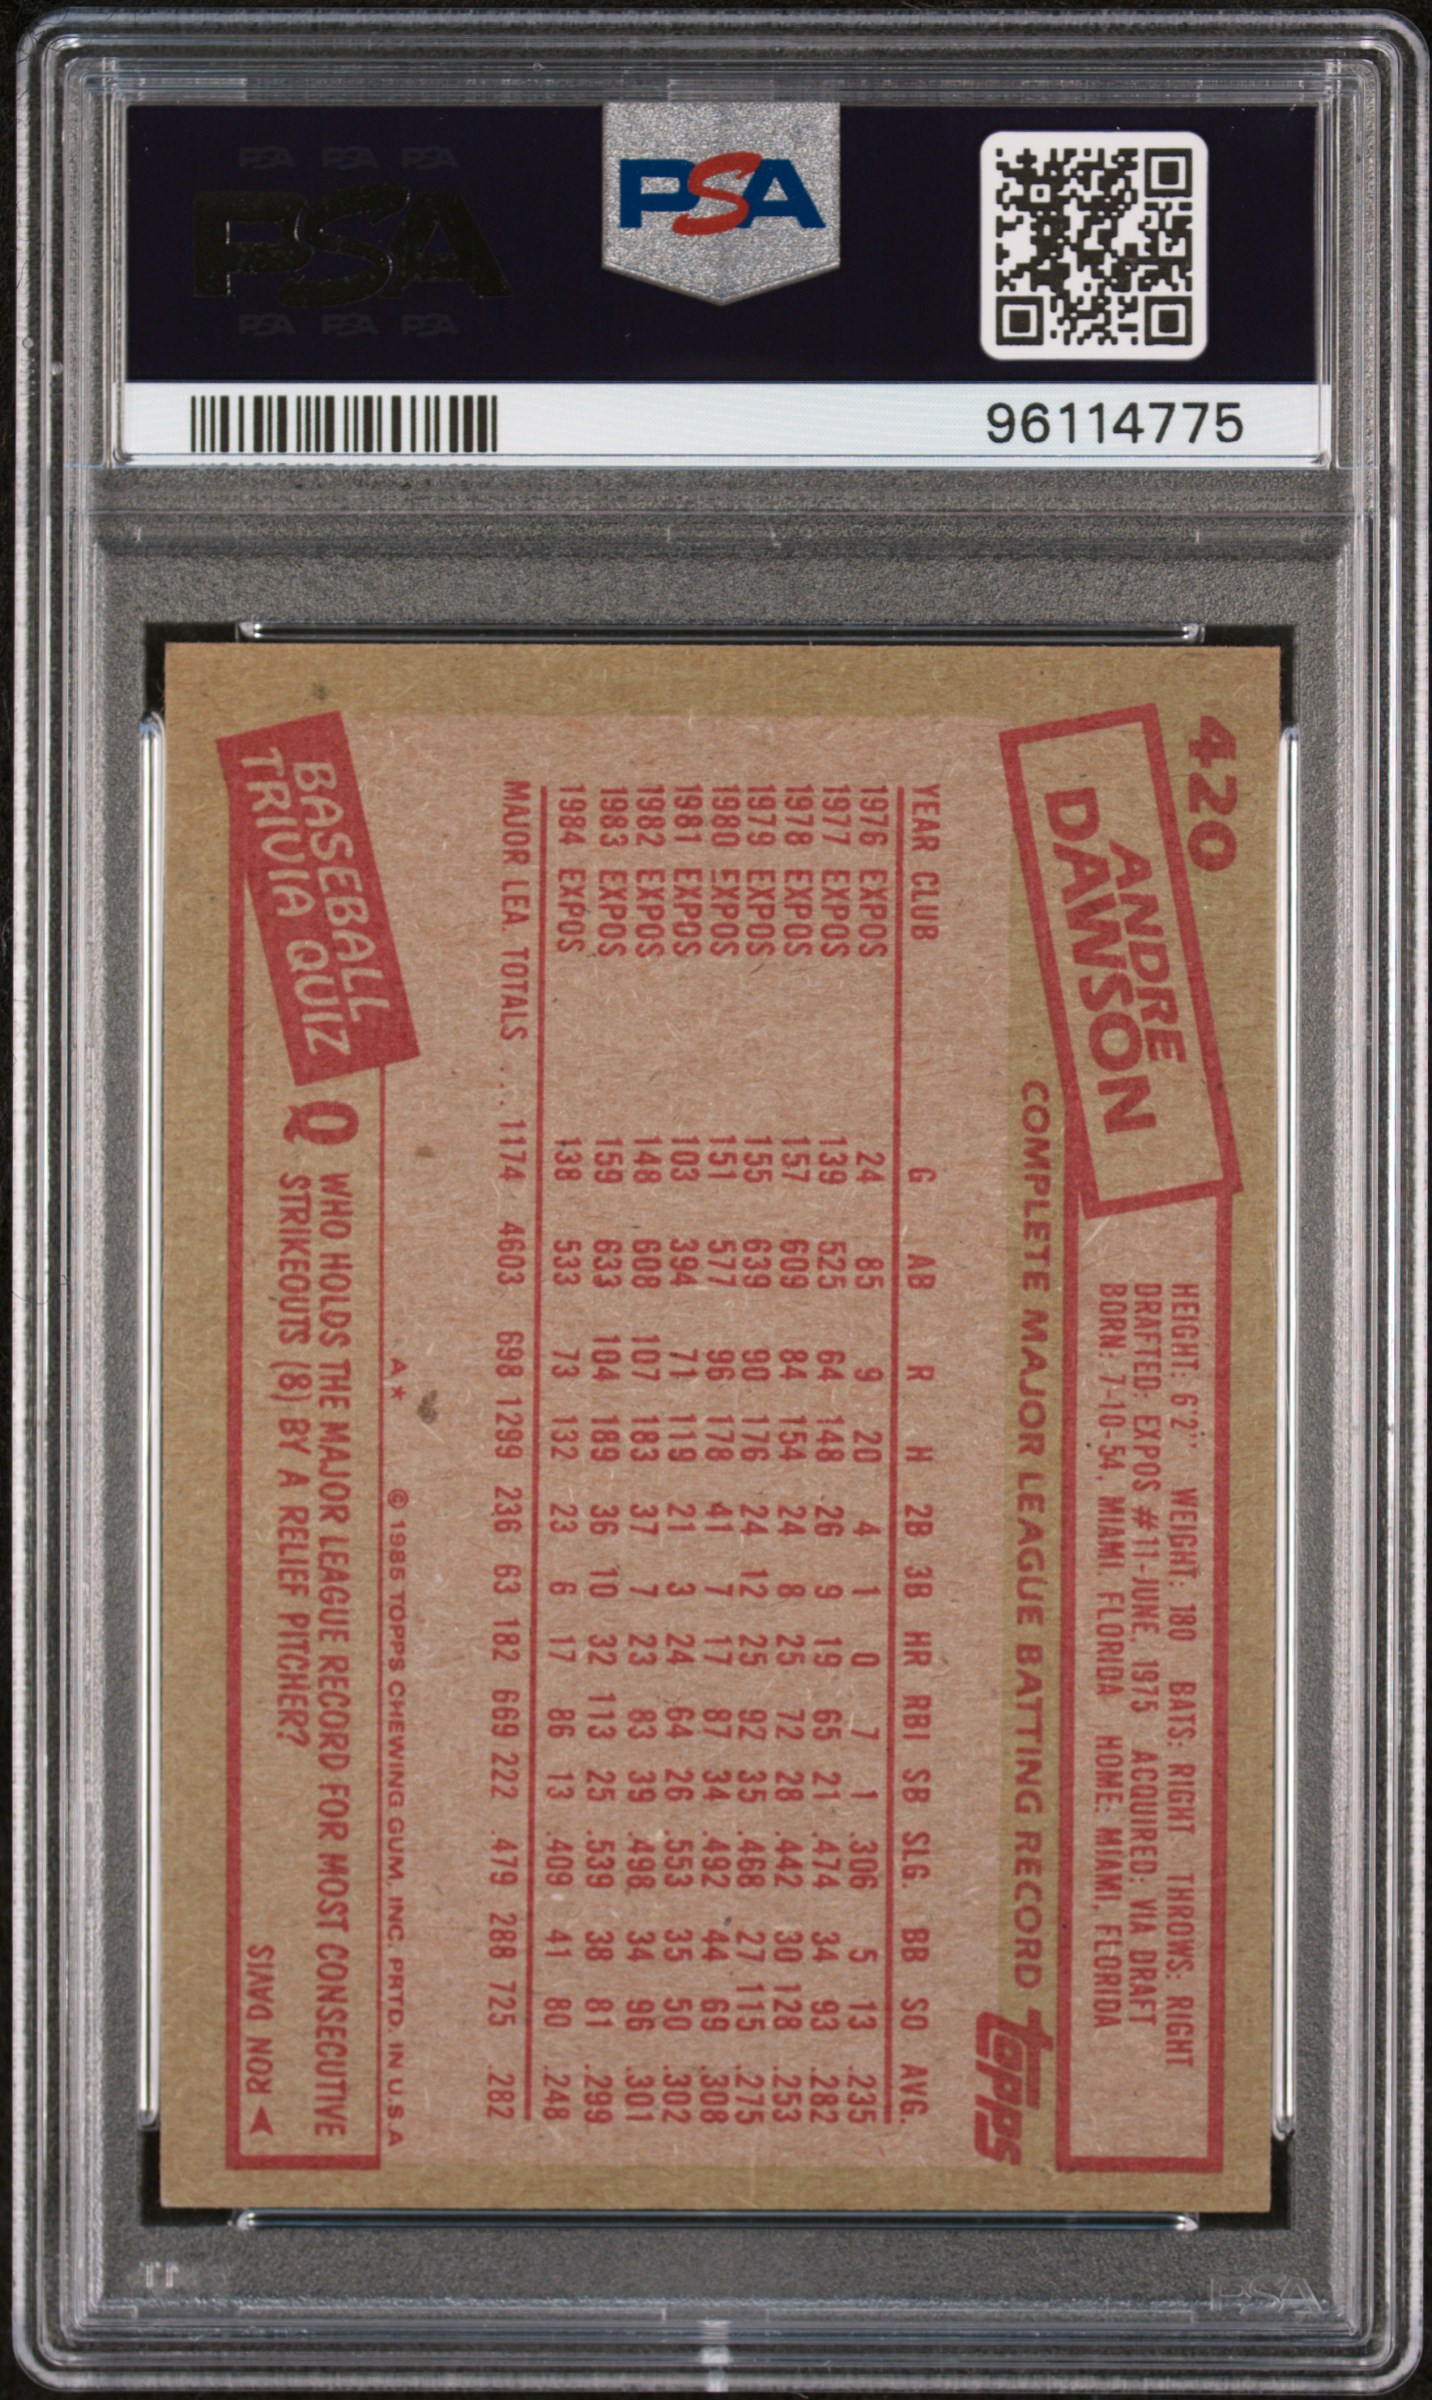 PSA PSA PSA
PSA
PSA PSA PSA
PSA
96114775
420
ANDRE
DAWSON
HEIGHT: 6'2" WEIGHT: 180 BATS: RIGHT THROWS: RIGHT
DRAFTED: EXPOS #11-JUNE, 1975 ACQUIRED: VIA DRAFT
BORN: 7-10-54, MIAMI, FLORIDA HOME: MIAMI, FLORIDA
COMPLETE MAJOR LEAGUE BATTING RECORD topps
YEAR CLUB G AB R H 2B 3B HR RBI SB SLG. BB SO AVG.
1976 EXPOS 24 85 9 20 4 1 0 7 1 .306 5 13 .235
1977 EXPOS 139 525 64 148 26 9 19 65 21 .474 34 93 .282
1978 EXPOS 157 609 84 154 24 8 25 72 28 .442 30 128 .253
1979 EXPOS 155 639 90 176 24 12 25 92 35 .468 27 115 .275
1980 EXPOS 151 577 96 178 41 7 17 87 34 .492 44 69 .308
1981 EXPOS 103 394 71 119 21 3 24 64 26 .553 35 50 .302
1982 EXPOS 148 608 107 183 37 7 23 83 39 .498 34 96 .301
1983 EXPOS 159 633 104 189 36 10 32 113 25 .539 38 81 .299
1984 EXPOS 138 533 73 132 23 6 17 86 13 .409 41 80 .248
MAJOR LEA. TOTALS ... 1174 4603 698 1299 236 63 182 669 222 .479 288 725 .282
A★ © 1985 TOPPS CHEWING GUM, INC. PRTD. IN U.S.A
BASEBALL
TRIVIA QUIZ
Q WHO HOLDS THE MAJOR LEAGUE RECORD FOR MOST CONSECUTIVE
STRIKEOUTS (8) BY A RELIEF PITCHER?
RON DAVIS
PSA